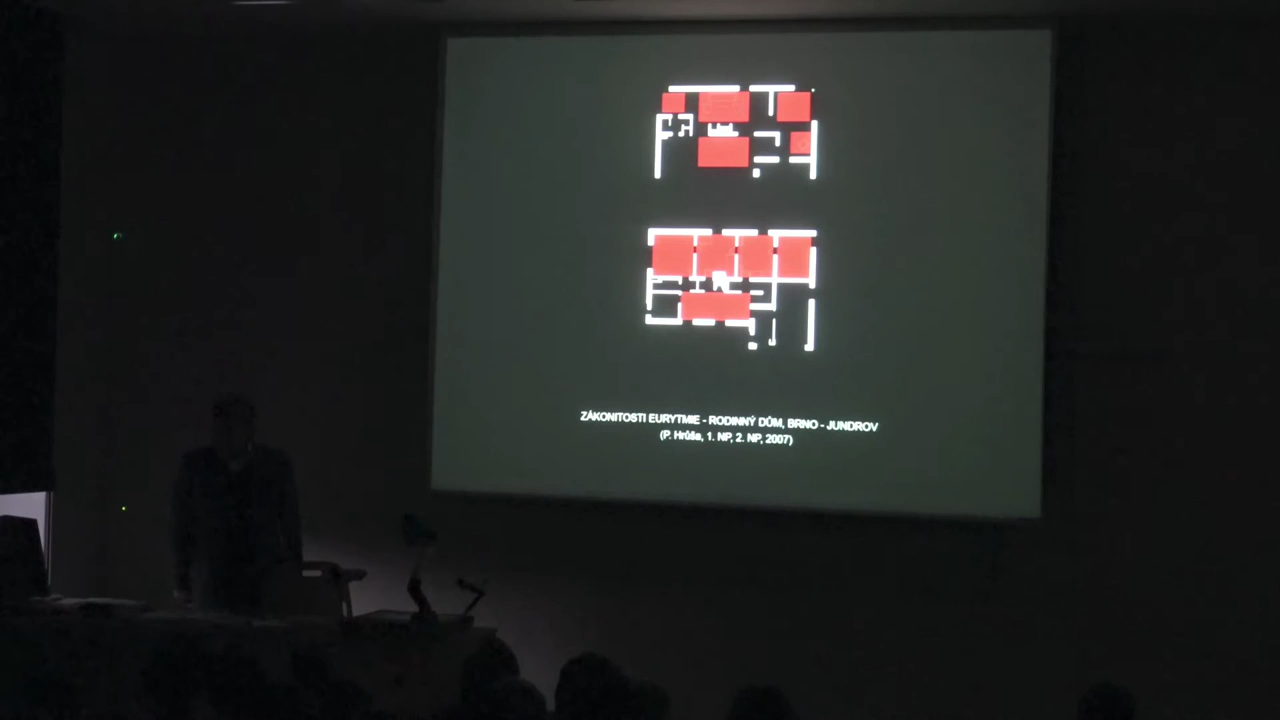 ZÁKONITOSTI EURYTMIE - RODINNÝ DŮM, BRNO - JUNDROV
(P. Hrůša, 1. NP, 2. NP, 2007)